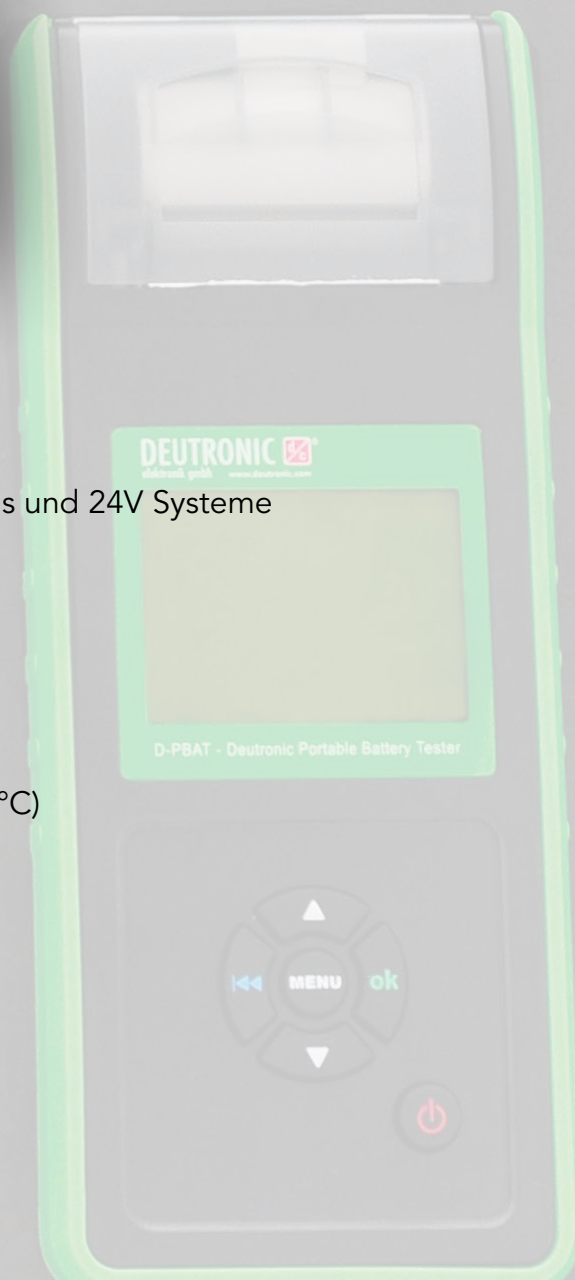 DEUTRONIC d/c®
elektronik gmbh www.deutronic.com
s und 24V Systeme
D-PBAT - Deutronic Portable Battery Tester
°C)
MENU ok